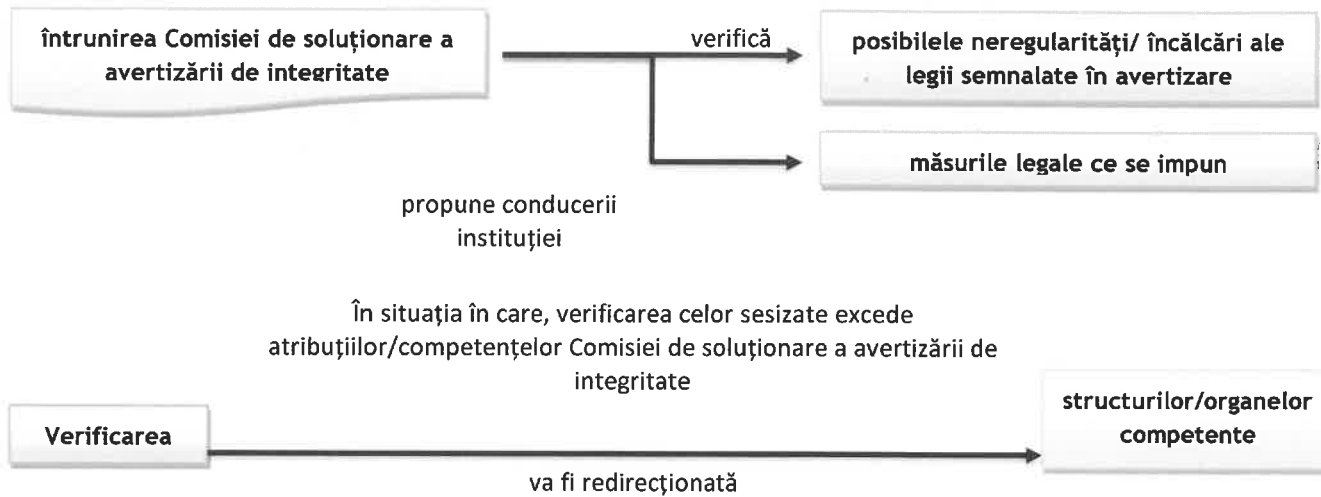 întrunirea Comisiei de soluționare a
avertizării de integritate
verifică
posibilele neregularități/ încălcări ale
legii semnalate în avertizare
măsurile legale ce se impun
propune conducerii
instituției
În situația în care, verificarea celor sesizate excede
atribuțiilor/competențelor Comisiei de soluționare a avertizării de
integritate
Verificarea
va fi redirecționată
structurilor/organelor
competente